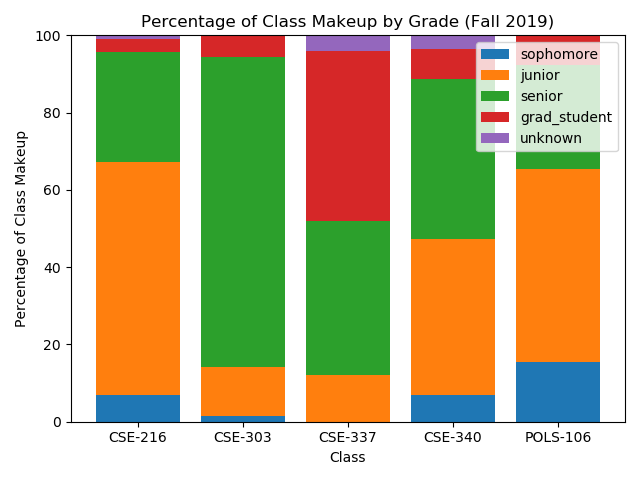 Percentage of Class Makeup by Grade (Fall 2019)
sophomore
junior
senior
grad_student
unknown
Percentage of Class Makeup
100
80
60
40
20
0
CSE-216 CSE-303 CSE-337 CSE-340 POLS-106
Class